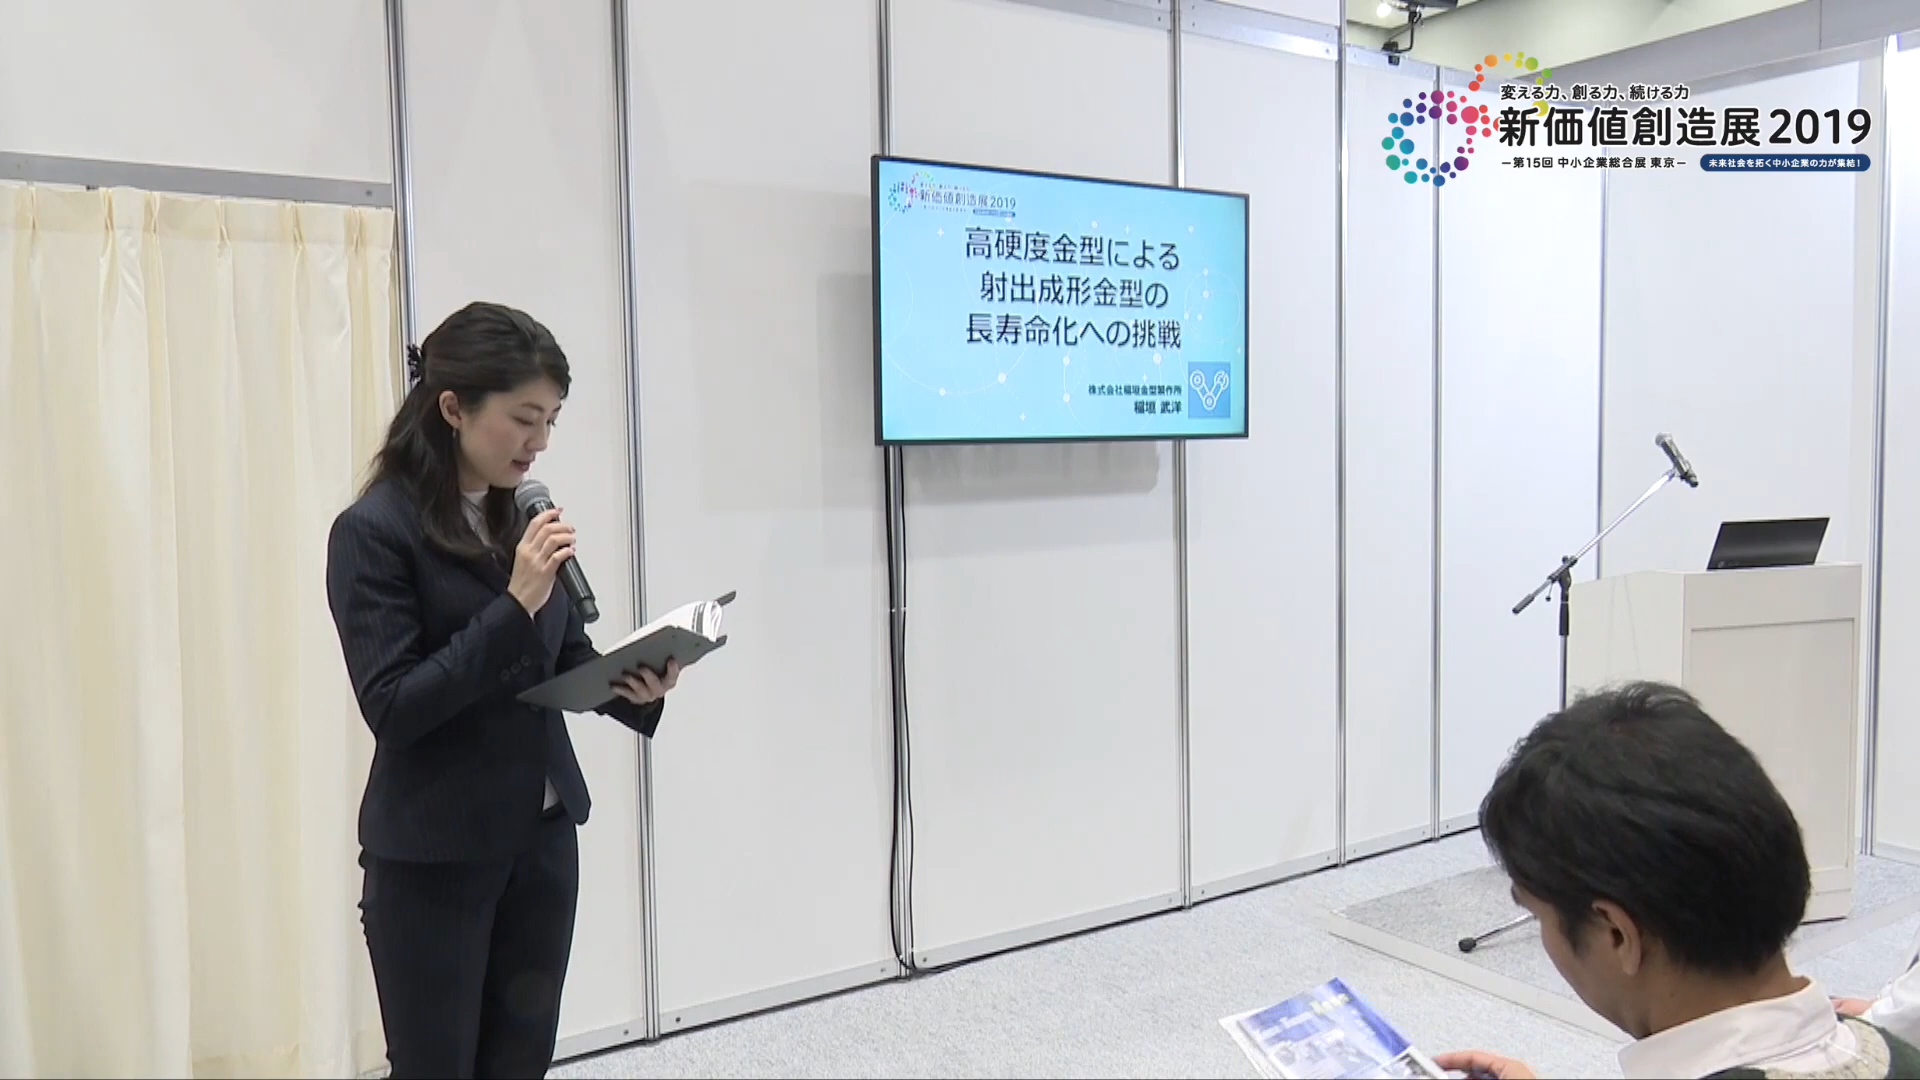 変える力、創る力、続ける力
新価値創造展2019
－第15回 中小企業総合展 東京－
未来社会を拓く中小企業の力が集結！
新価値創造展2019
高硬度金型による
射出成形金型の
長寿命化への挑戦
株式会社稲垣金型製作所
稲垣 武洋